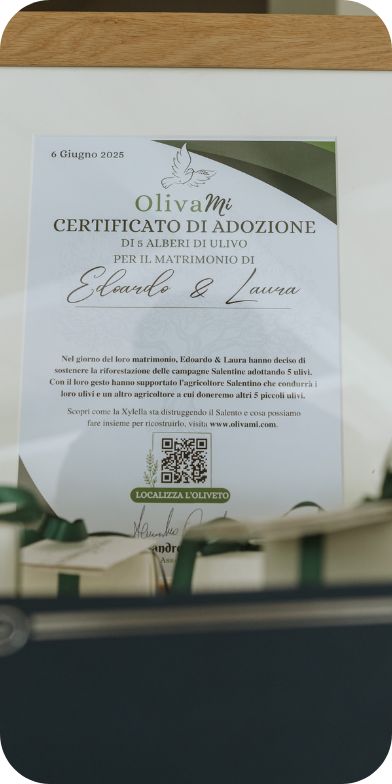 6 Giugno 2025
OlivaMi
CERTIFICATO DI ADOZIONE
DI 5 ALBERI DI ULIVO
PER IL MATRIMONIO DI
Edoardo & Laura
Nel giorno del loro matrimonio, Edoardo & Laura hanno deciso di
sostenere la riforestazione delle campagne Salentine adottando 5 ulivi.
Con il loro gesto hanno supportato l'agricoltore Salentino che condurrà i
loro ulivi e un altro agricoltore a cui doneremo altri 5 piccoli ulivi.
Scopri come la Xylella sta distruggendo il Salento e cosa possiamo
fare insieme per ricostruirlo, visita www.olivami.com.
LOCALIZZA L'OLIVETO